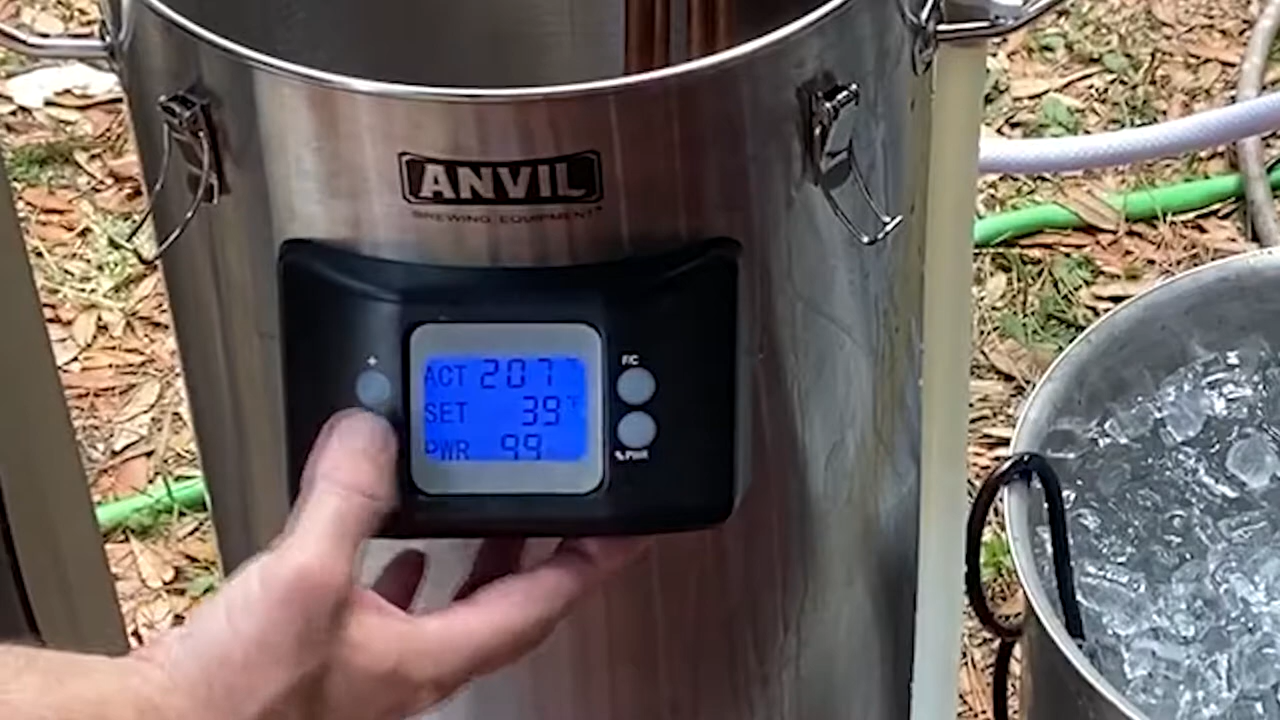 ANVIL
BREWING EQUIPMENT
+
F/C
ACT 207°
SET 39°F
PWR 99
%PWR